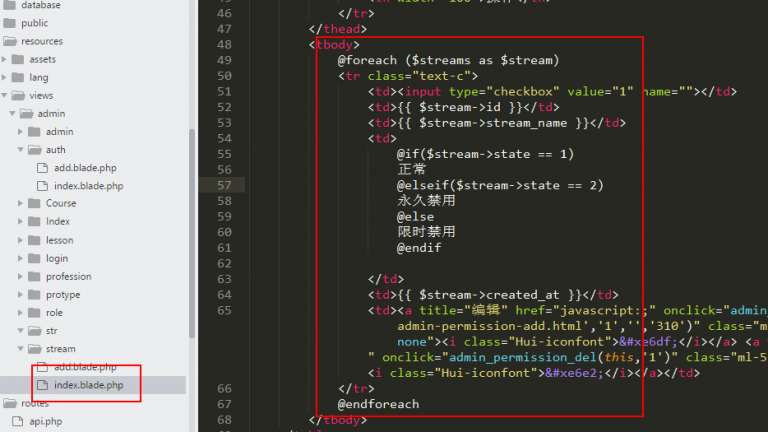 database
public
resources
assets
lang
views
admin
admin
auth
add.blade.php
index.blade.php
Course
Index
lesson
login
profession
protype
role
str
stream
add.blade.php
index.blade.php
routes
api.php
46 </tr>
47 </thead>
48 <tbody>
49 @foreach ($streams as $stream)
50 <tr class="text-c">
51 <td><input type="checkbox" value="1" name=""></td>
52 <td>{{ $stream->id }}</td>
53 <td>{{ $stream->stream_name }}</td>
54 <td>
55 @if($stream->state == 1)
56 正常
57 @elseif($stream->state == 2)
58 永久禁用
59 @else
60 限时禁用
61 @endif
62
63 </td>
64 <td>{{ $stream->created_at }}</td>
65 <td><a title="编辑" href="javascript:;" onclick="admin_
admin-permission-add.html','1','','310')" class="m
none"><i class="Hui-iconfont">&#xe6df;</i></a> <a
" onclick="admin_permission_del(this,'1')" class="ml-5
<i class="Hui-iconfont">&#xe6e2;</i></a></td>
66 </tr>
67 @endforeach
68 </tbody>